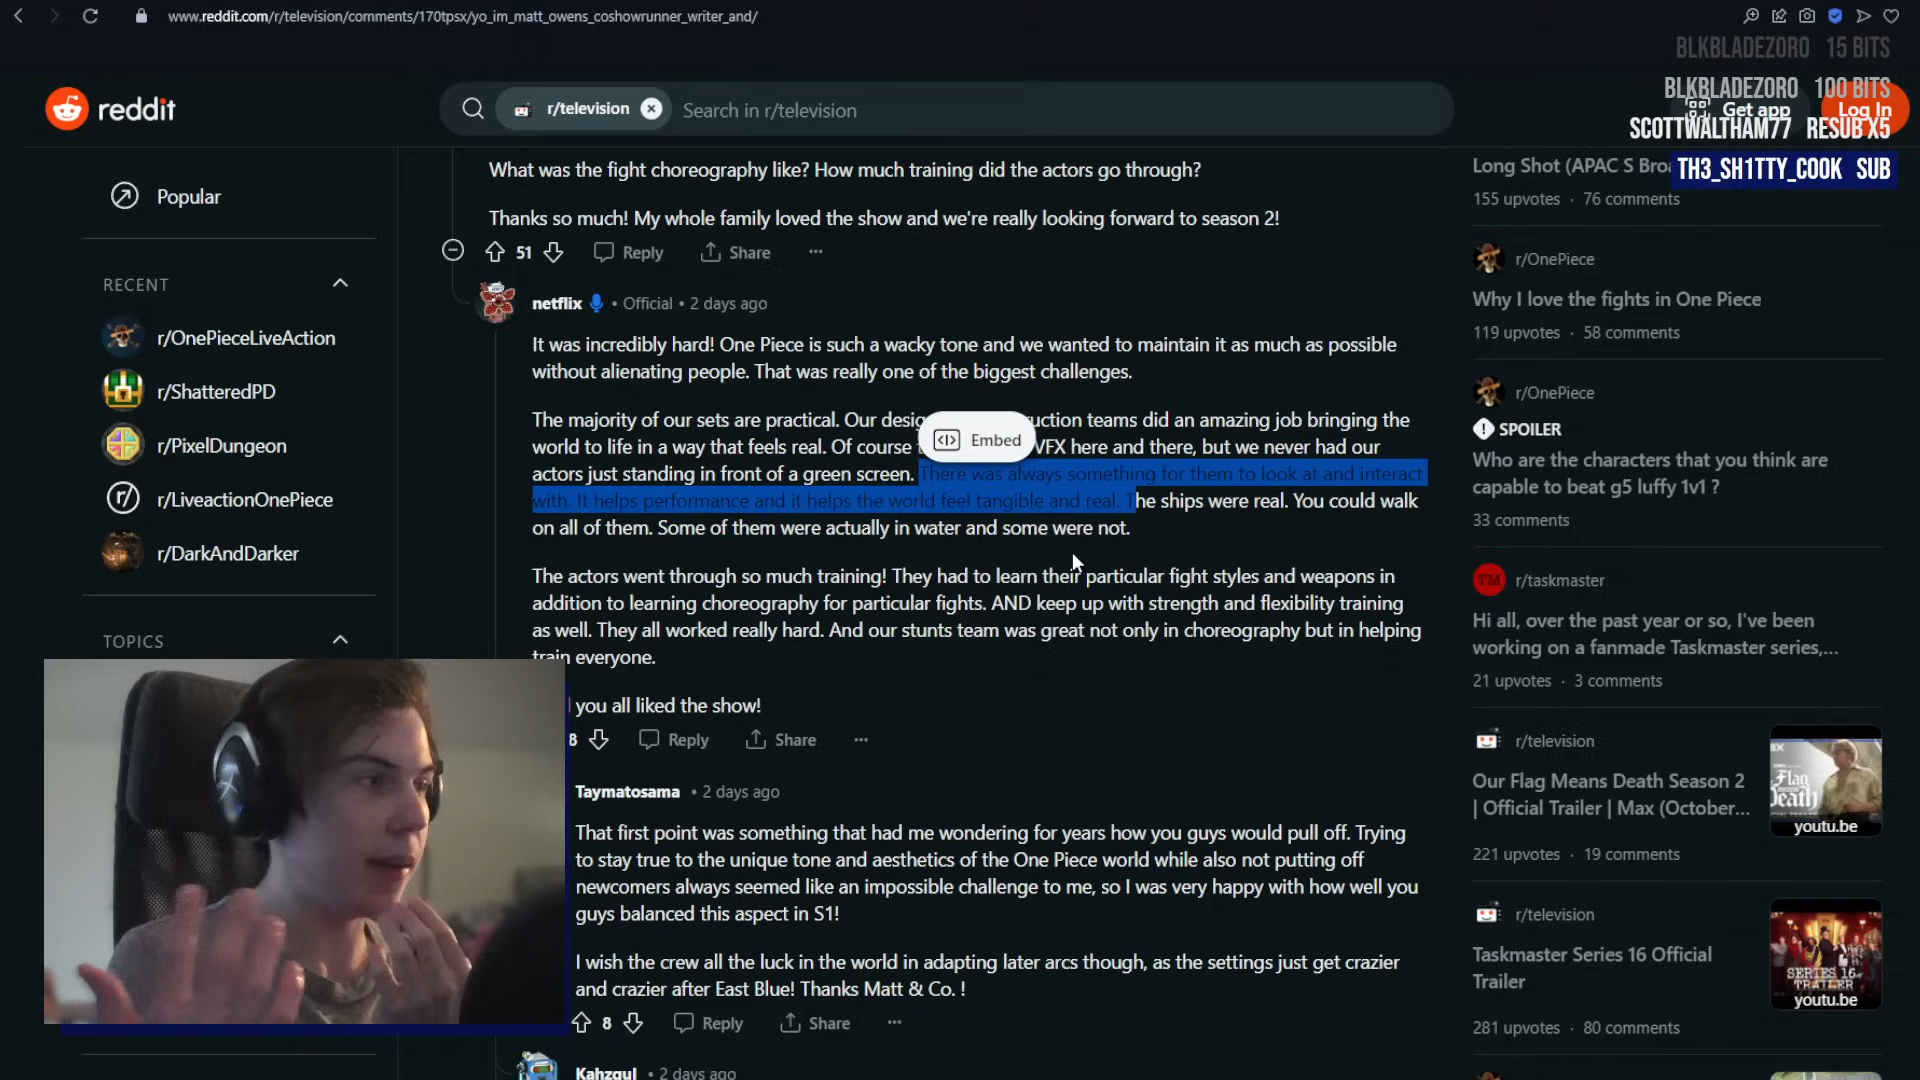 www.reddit.com/r/television/comments/170tpsx/yo_im_matt_owens_coshowrunner_writer_and/
BLKBLADEZORO 15 BITS
BLKBLADEZORO 100 BITS
SCOTTWALTHAM77 RESUB X5
TH3_SH1TTY_COOK SUB
reddit
r/television
Search in r/television
Get app
Log In
Popular
RECENT
r/OnePieceLiveAction
r/ShatteredPD
r/PixelDungeon
r/LiveactionOnePiece
r/DarkAndDarker
TOPICS
What was the fight choreography like? How much training did the actors go through?
Thanks so much! My whole family loved the show and we're really looking forward to season 2!
51 Reply Share
netflix • Official • 2 days ago
It was incredibly hard! One Piece is such a wacky tone and we wanted to maintain it as much as possible
without alienating people. That was really one of the biggest challenges.
The majority of our sets are practical. Our teams did an amazing job bringing the
world to life in a way that feels real. Of course VFX here and there, but we never had our
actors just standing in front of a green screen. There was always something for them to look at and interact
with. It helps performance and it helps the world feel tangible and real. The ships were real. You could walk
on all of them. Some of them were actually in water and some were not.
Embed
The actors went through so much training! They had to learn their particular fight styles and weapons in
addition to learning choreography for particular fights. AND keep up with strength and flexibility training
as well. They all worked really hard. And our stunts team was great not only in choreography but in helping
train everyone.
you all liked the show!
8 Reply Share
Taymatosama • 2 days ago
That first point was something that had me wondering for years how you guys would pull off. Trying
to stay true to the unique tone and aesthetics of the One Piece world while also not putting off
newcomers always seemed like an impossible challenge to me, so I was very happy with how well you
guys balanced this aspect in S1!
I wish the crew all the luck in the world in adapting later arcs though, as the settings just get crazier
and crazier after East Blue! Thanks Matt & Co. !
8 Reply Share
Kahzgul • 2 days ago
Long Shot (APAC S Bro
155 upvotes · 76 comments
r/OnePiece
Why I love the fights in One Piece
119 upvotes · 58 comments
r/OnePiece
SPOILER
Who are the characters that you think are
capable to beat g5 luffy 1v1 ?
33 comments
TM r/taskmaster
Hi all, over the past year or so, I've been
working on a fanmade Taskmaster series,...
21 upvotes · 3 comments
r/television
Our Flag Means Death Season 2
| Official Trailer | Max (October...
Flag
Death
youtu.be
221 upvotes · 19 comments
r/television
Taskmaster Series 16 Official
Trailer
SERIES 16
TRAILER
youtu.be
281 upvotes · 80 comments